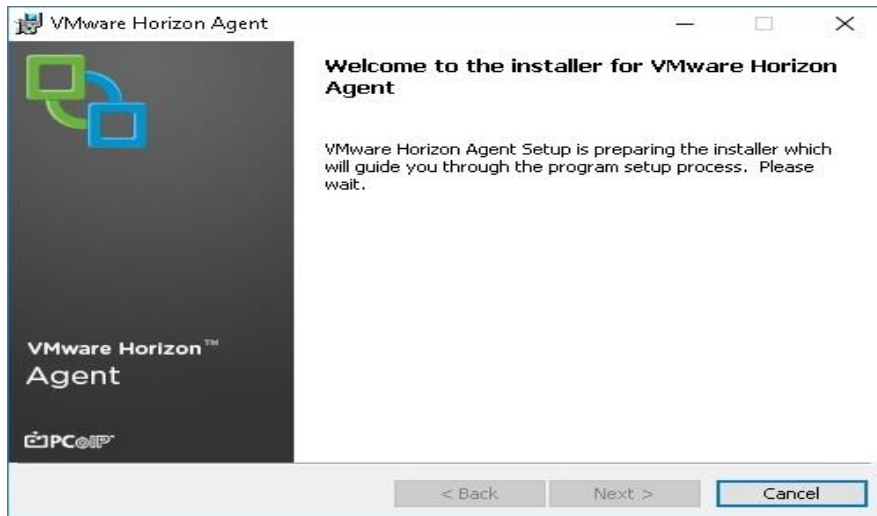 VMware Horizon Agent
Welcome to the installer for VMware Horizon
Agent
VMware Horizon Agent Setup is preparing the installer which
will guide you through the program setup process.  Please
wait.
VMware Horizon™
Agent
PCoIP™
< Back
Next >
Cancel